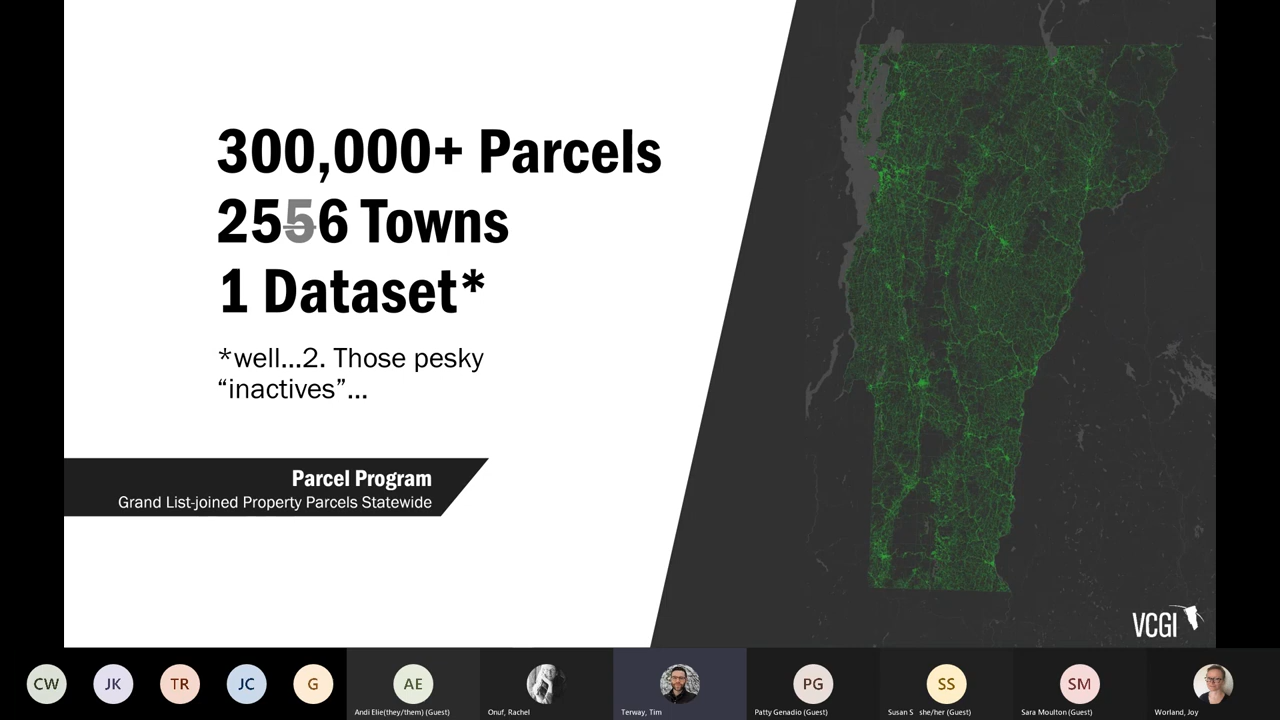 300,000+ Parcels
2556 Towns
1 Dataset*
*well...2. Those pesky
“inactives”...
Parcel Program
Grand List-joined Property Parcels Statewide
VCGI
CW
JK
TR
JC
G
AE
PG
SS
SM
Andi Elie(they/them) (Guest)
Onuf, Rachel
Terway, Tim
Patty Genadio (Guest)
Susan S she/her (Guest)
Sara Moulton (Guest)
Worland, Joy